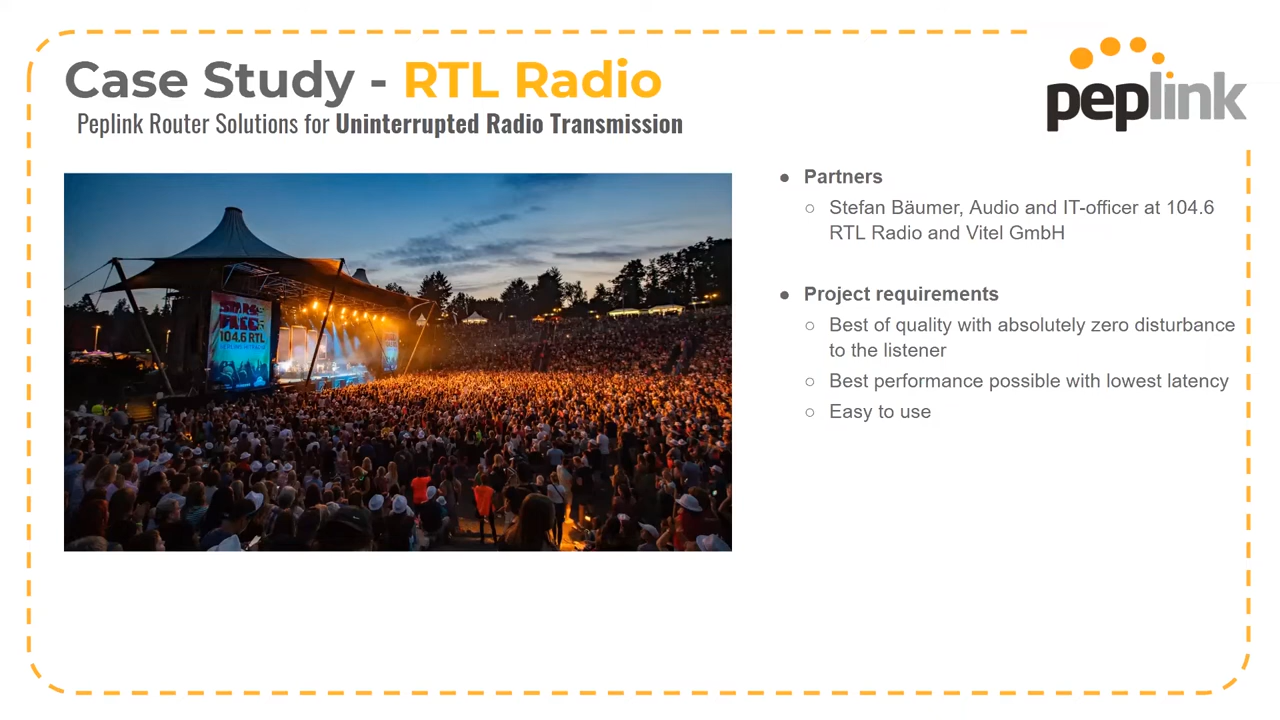 Case Study - RTL Radio
Peplink Router Solutions for Uninterrupted Radio Transmission
peplink
104.6 RTL
● Partners
○ Stefan Bäumer, Audio and IT-officer at 104.6
RTL Radio and Vitel GmbH
● Project requirements
○ Best of quality with absolutely zero disturbance
to the listener
○ Best performance possible with lowest latency
○ Easy to use